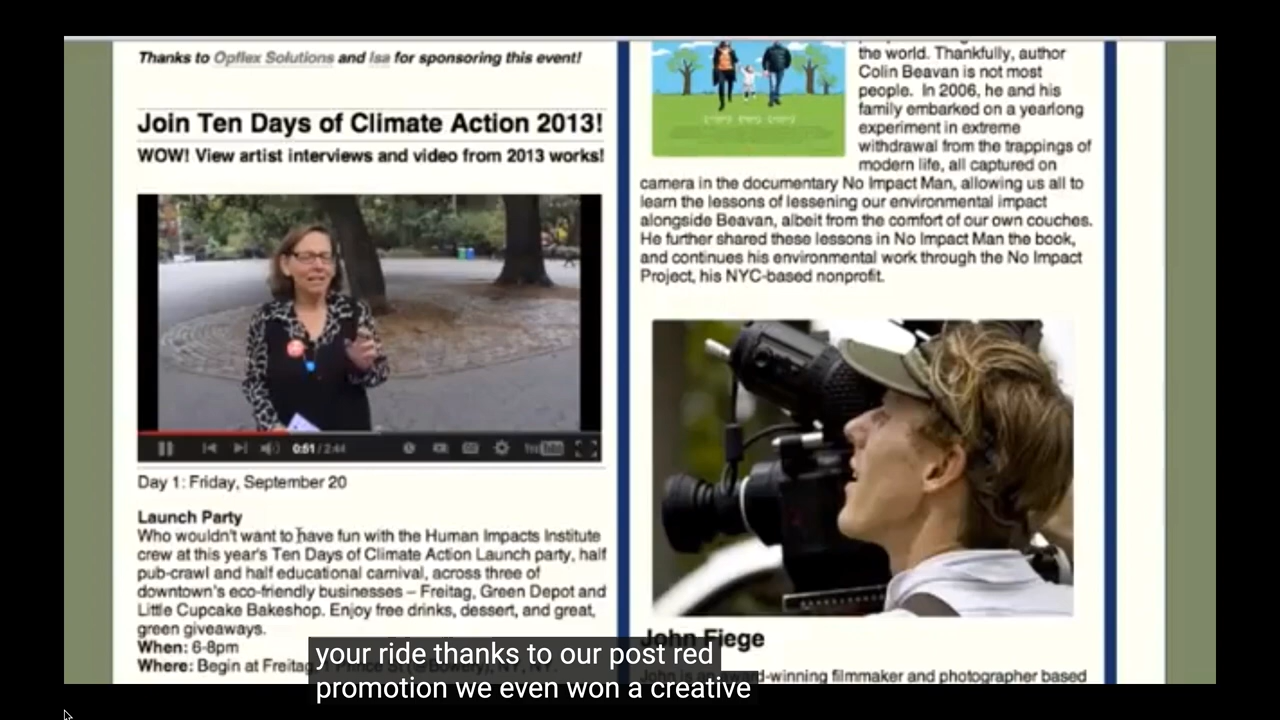 Thanks to Opflex Solutions and Isa for sponsoring this event!
Join Ten Days of Climate Action 2013!
WOW! View artist interviews and video from 2013 works!
0:51 / 2:44
YouTube
Day 1: Friday, September 20
Launch Party
Who wouldn't want to have fun with the Human Impacts Institute
crew at this year's Ten Days of Climate Action Launch party, half
pub-crawl and half educational carnival, across three of
downtown's eco-friendly businesses – Freitag, Green Depot and
Little Cupcake Bakeshop. Enjoy free drinks, dessert, and great,
green giveaways.
When: 6-8pm
Where: Begin at Freitag
the world. Thankfully, author
Colin Beavan is not most
people. In 2006, he and his
family embarked on a yearlong
experiment in extreme
withdrawal from the trappings of
modern life, all captured on
camera in the documentary No Impact Man, allowing us all to
learn the lessons of lessening our environmental impact
alongside Beavan, albeit from the comfort of our own couches.
He further shared these lessons in No Impact Man the book,
and continues his environmental work through the No Impact
Project, his NYC-based nonprofit.
John Fiege
John is an award-winning filmmaker and photographer based
your ride thanks to our post red
promotion we even won a creative